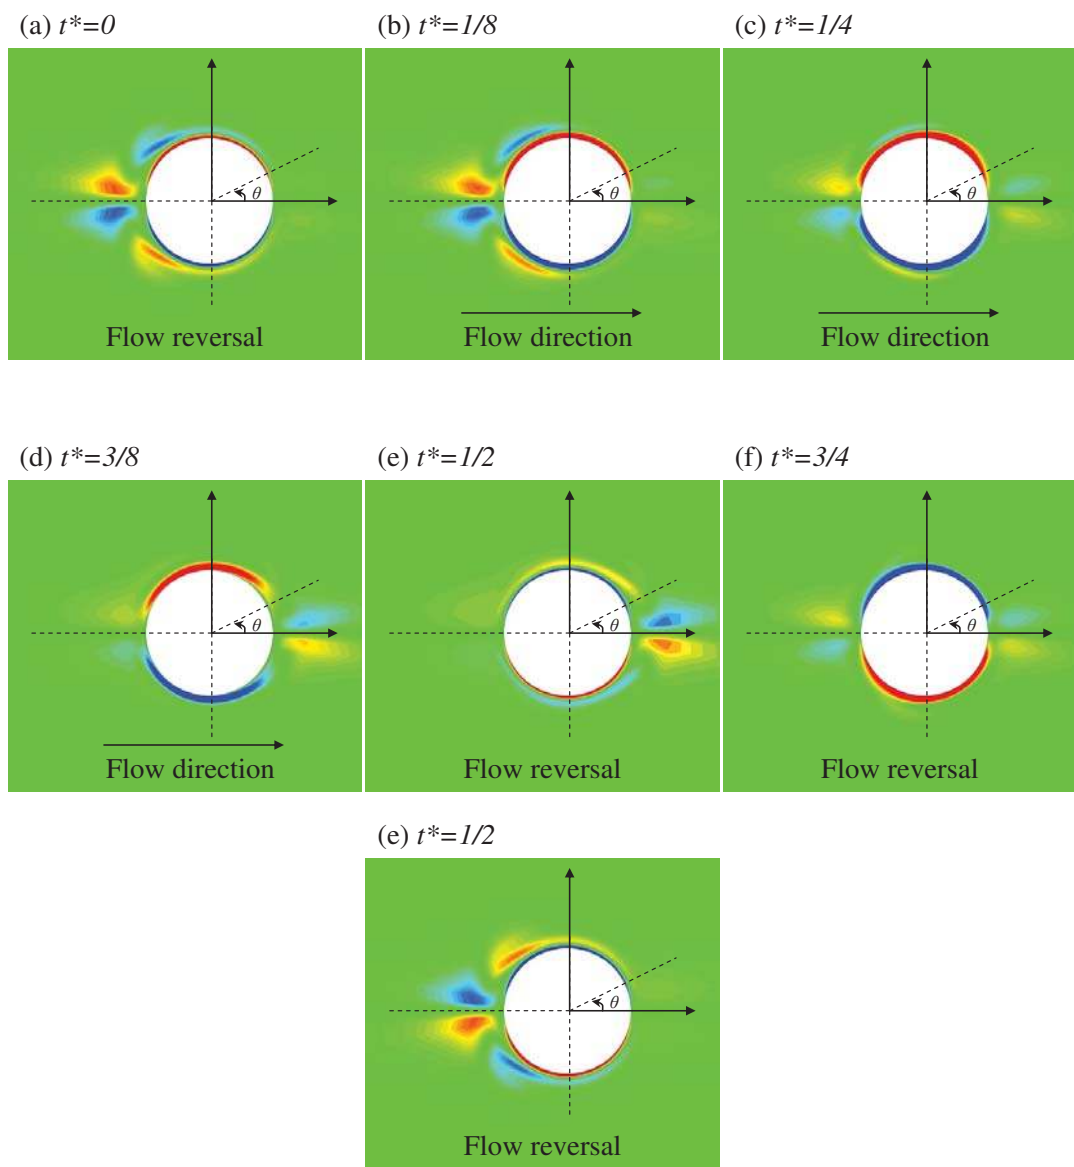 (a) t*=0
(b) t*=1/8
(c) t*=1/4
θ
θ
θ
Flow reversal
Flow direction
Flow direction
(d) t*=3/8
(e) t*=1/2
(f) t*=3/4
θ
θ
θ
Flow direction
Flow reversal
Flow reversal
(e) t*=1/2
θ
Flow reversal